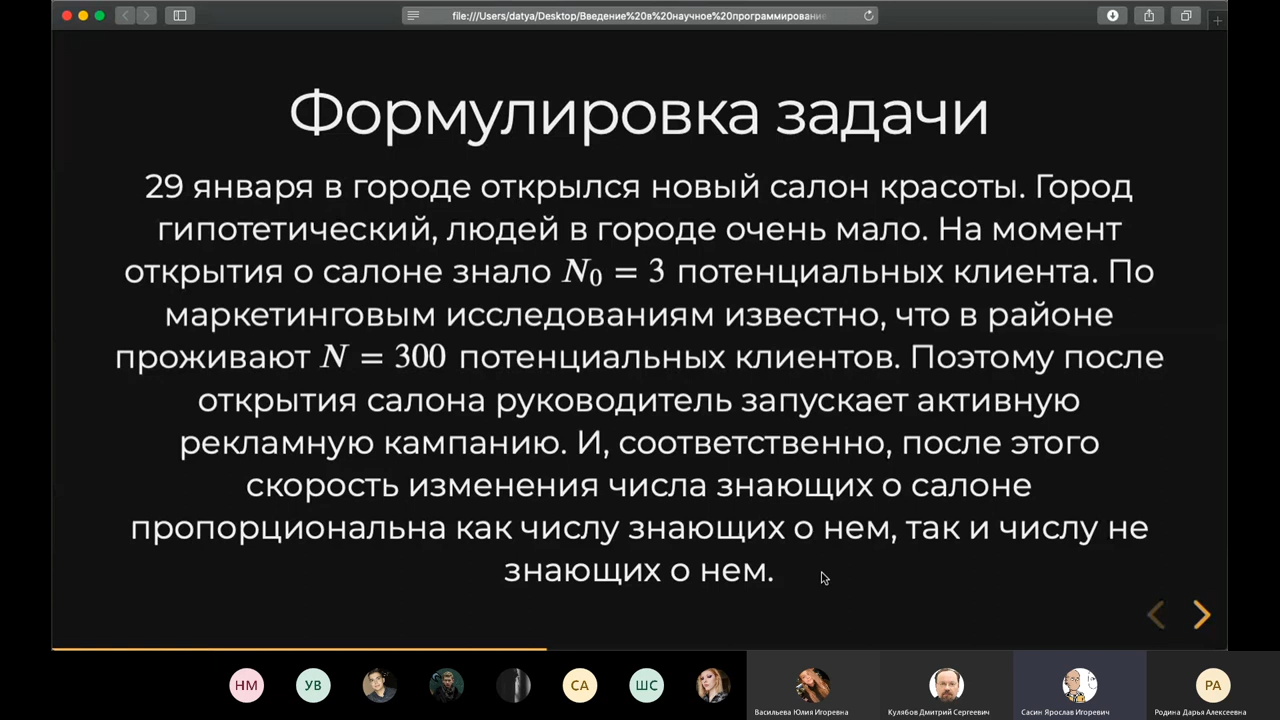 file:///Users/datya/Desktop/Введение%20в%20научное%20программировани
Формулировка задачи
29 января в городе открылся новый салон красоты. Город
гипотетический, людей в городе очень мало. На момент
открытия о салоне знало N₀ = 3 потенциальных клиента. По
маркетинговым исследованиям известно, что в районе
проживают N = 300 потенциальных клиентов. Поэтому после
открытия салона руководитель запускает активную
рекламную кампанию. И, соответственно, после этого
скорость изменения числа знающих о салоне
пропорциональна как числу знающих о нем, так и числу не
знающих о нем.
НМ
УВ
СА
ШС
РА
Васильева Юлия Игоревна
Кулябов Дмитрий Сергеевич
Сасин Ярослав Игоревич
Родина Дарья Алексеевна